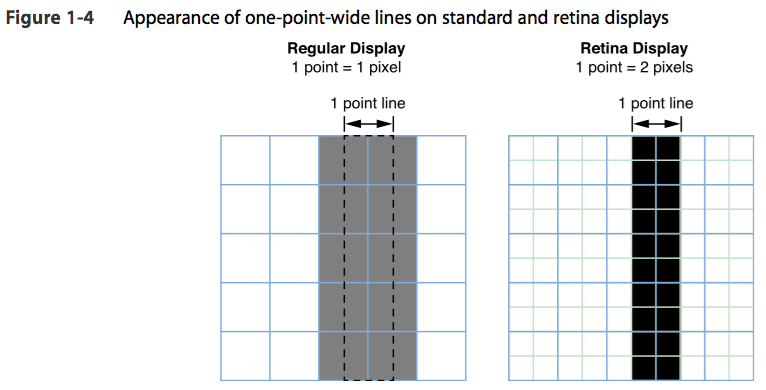 Figure 1-4 Appearance of one-point-wide lines on standard and retina displays
Regular Display
1 point = 1 pixel
1 point line
Retina Display
1 point = 2 pixels
1 point line